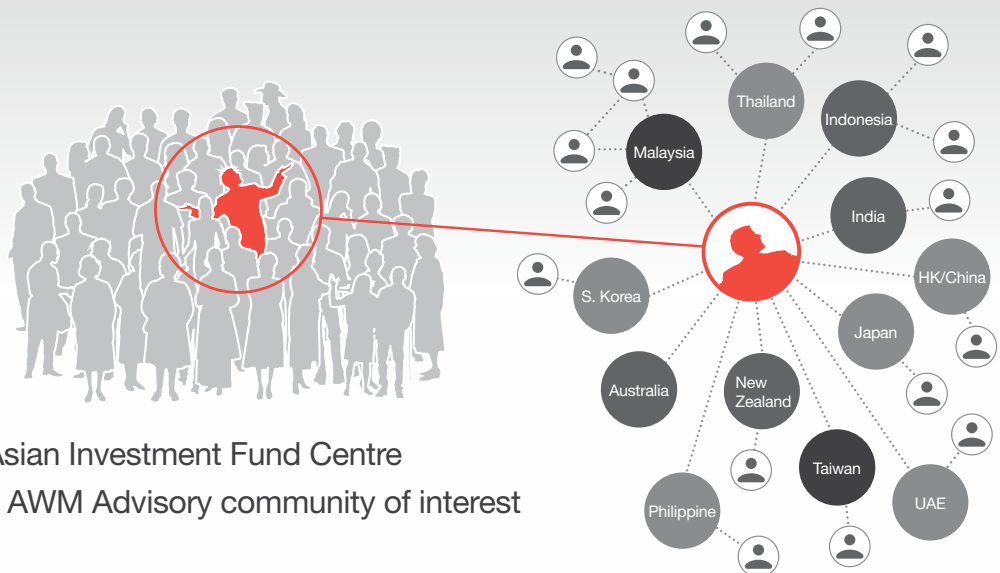 Thailand
Indonesia
Malaysia
India
HK/China
S. Korea
Japan
Australia
New
Zealand
Asian Investment Fund Centre
AWM Advisory community of interest
Taiwan
UAE
Philippine